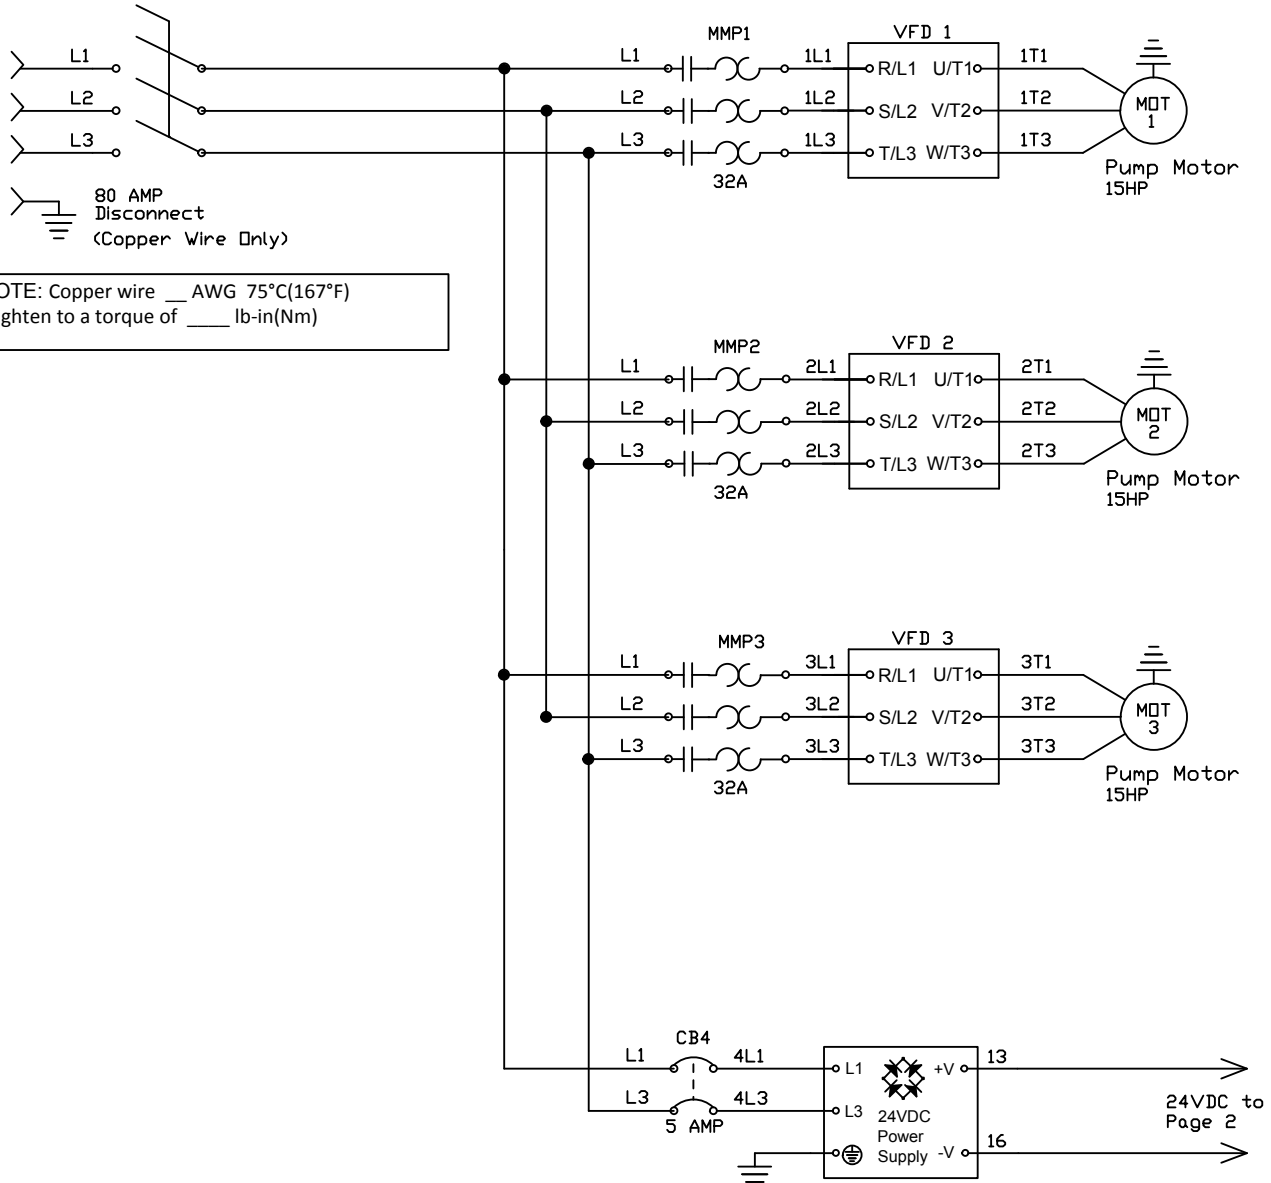 MMP1
VFD 1
L1
L1
1L1
R/L1 U/T1
1T1
L2
L2
1L2
S/L2 V/T2
1T2
MOT
1
L3
L3
1L3
T/L3 W/T3
1T3
32A
Pump Motor
15HP
80 AMP
Disconnect
(Copper Wire Only)
OTE: Copper wire __ AWG 75°C(167°F)
ghten to a torque of ____ lb-in(Nm)
MMP2
VFD 2
L1
2L1
R/L1 U/T1
2T1
L2
2L2
S/L2 V/T2
2T2
MOT
2
L3
2L3
T/L3 W/T3
2T3
32A
Pump Motor
15HP
MMP3
VFD 3
L1
3L1
R/L1 U/T1
3T1
L2
3L2
S/L2 V/T2
3T2
MOT
3
L3
3L3
T/L3 W/T3
3T3
32A
Pump Motor
15HP
CB4
L1
4L1
L1
+V
13
L3
4L3
L3
5 AMP
24VDC
Power
Supply
-V
16
24VDC to
Page 2